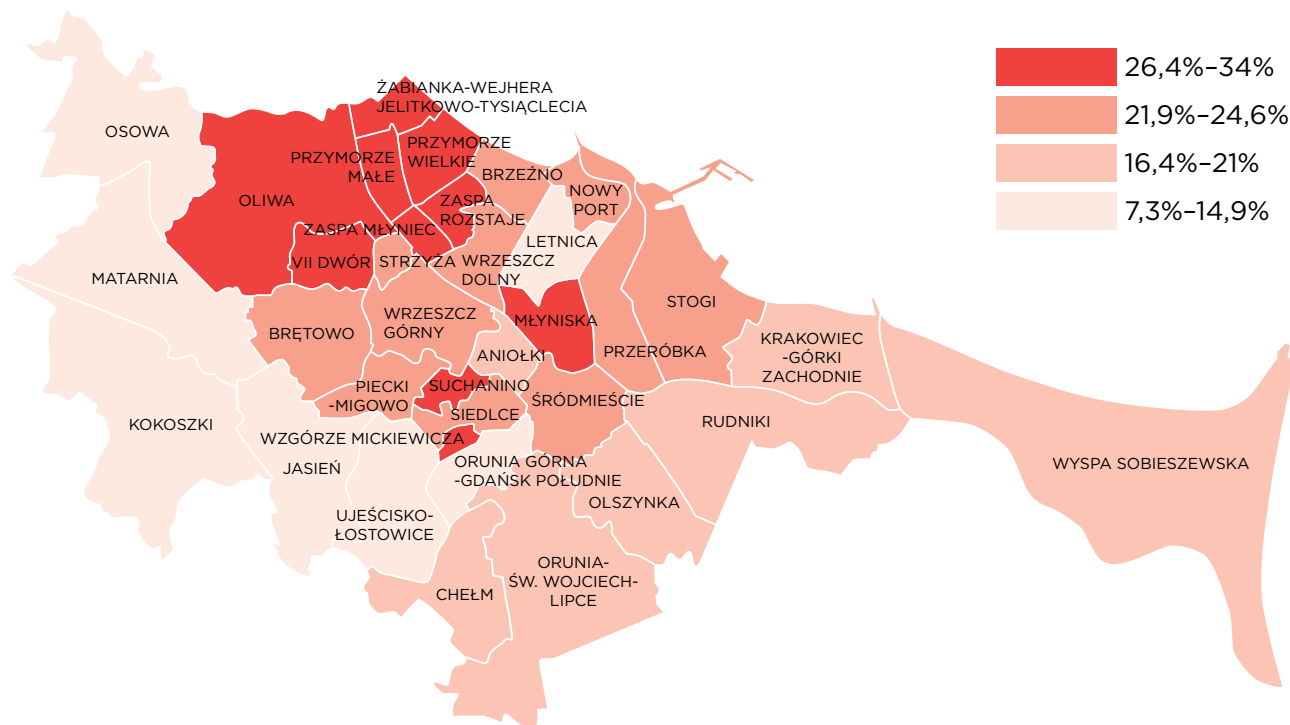 ŻABIANKA-WEJHERA
JELITKOWO-TYSIĄCLECIA
OSOWA
PRZYMORZE
MAŁE
PRZYMORZE
WIELKIE
BRZEŹNO
NOWY
PORT
OLIWA
ZASPA
ROZSTAJE
ZASPA MŁYNIEC
LETNICA
VII DWÓR
STRZYŻA
WRZESZCZ
DOLNY
MATARNIA
STOGI
BRĘTOWO
WRZESZCZ
GÓRNY
MŁYNISKA
ANIOŁKI
PRZERÓBKA
KRAKOWIEC
-GÓRKI
ZACHODNIE
PIECKI
-MIGOWO
SUCHANINO
SIEDLCE
ŚRÓDMIEŚCIE
RUDNIKI
KOKOSZKI
WZGÓRZE MICKIEWICZA
JASIEŃ
ORUNIA GÓRNA
-GDAŃSK POŁUDNIE
WYSPA SOBIESZEWSKA
OLSZYNKA
UJEŚCISKO-
ŁOSTOWICE
ORUNIA-
ŚW. WOJCIECH-
LIPCE
CHEŁM
26,4%–34%
21,9%–24,6%
16,4%–21%
7,3%–14,9%